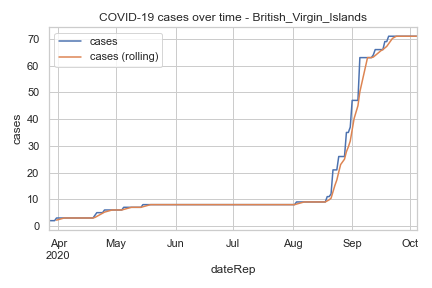 COVID-19 cases over time - British_Virgin_Islands
cases
cases (rolling)
70
60
50
40
30
20
10
0
cases
Apr May Jun Jul Aug Sep Oct
2020
dateRep